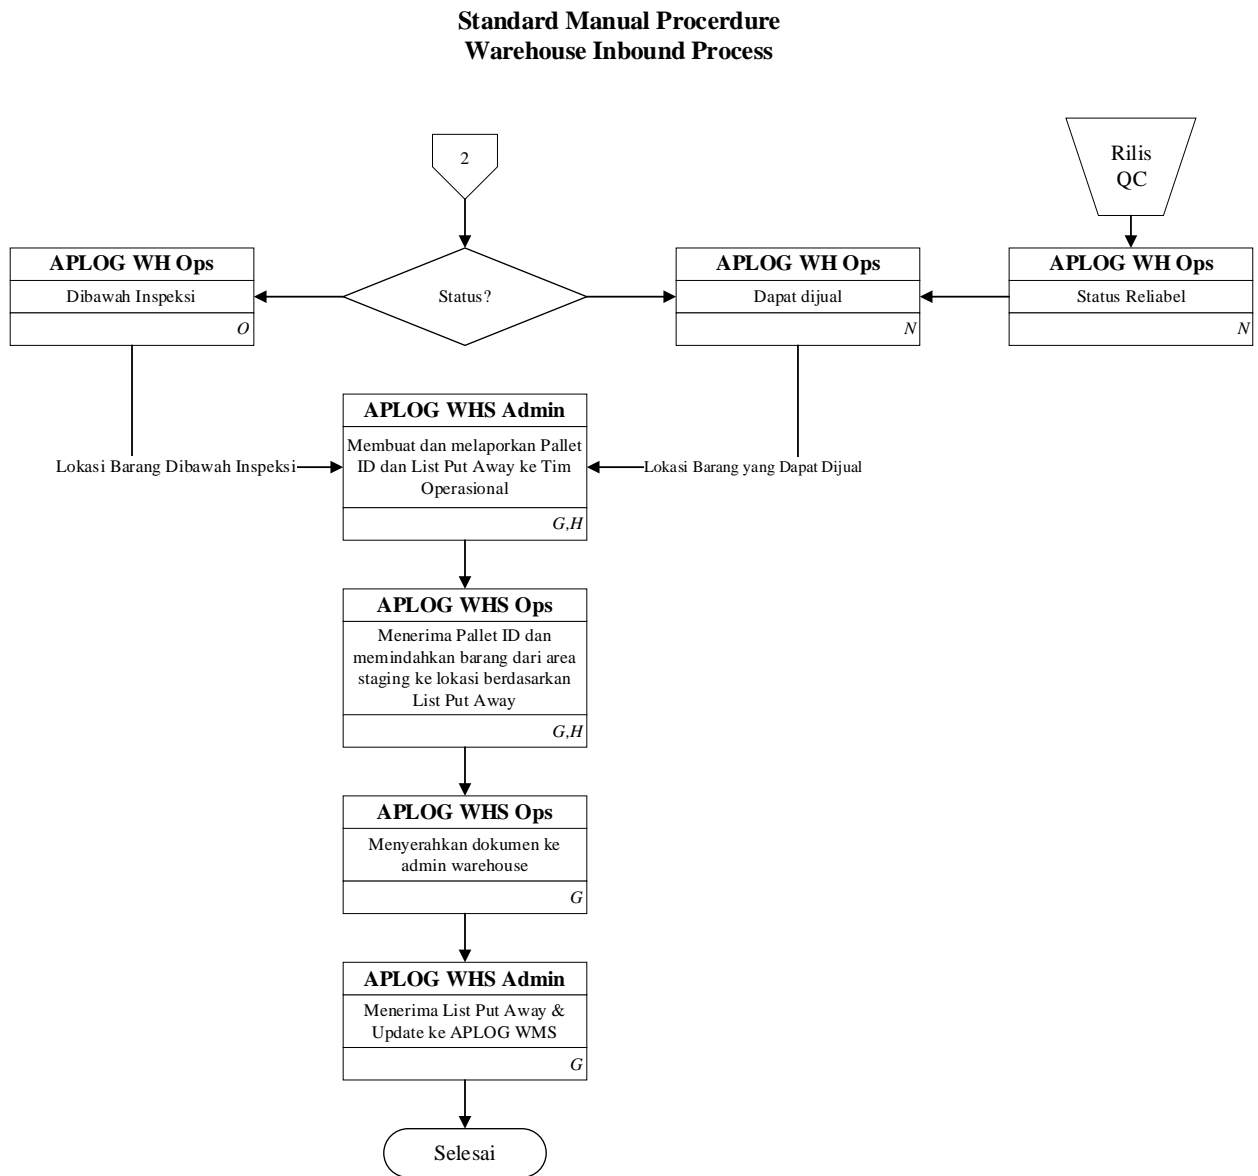 Standard Manual Procerdure
Warehouse Inbound Process
2
Rilis
QC
APLOG WH Ops
Dibawah Inspeksi
O
Status?
APLOG WH Ops
Dapat dijual
N
APLOG WH Ops
Status Reliabel
N
Lokasi Barang Dibawah Inspeksi
APLOG WHS Admin
Membuat dan melaporkan Pallet
ID dan List Put Away ke Tim
Operasional
G,H
Lokasi Barang yang Dapat Dijual
APLOG WHS Ops
Menerima Pallet ID dan
memindahkan barang dari area
staging ke lokasi berdasarkan
List Put Away
G,H
APLOG WHS Ops
Menyerahkan dokumen ke
admin warehouse
G
APLOG WHS Admin
Menerima List Put Away &
Update ke APLOG WMS
G
Selesai